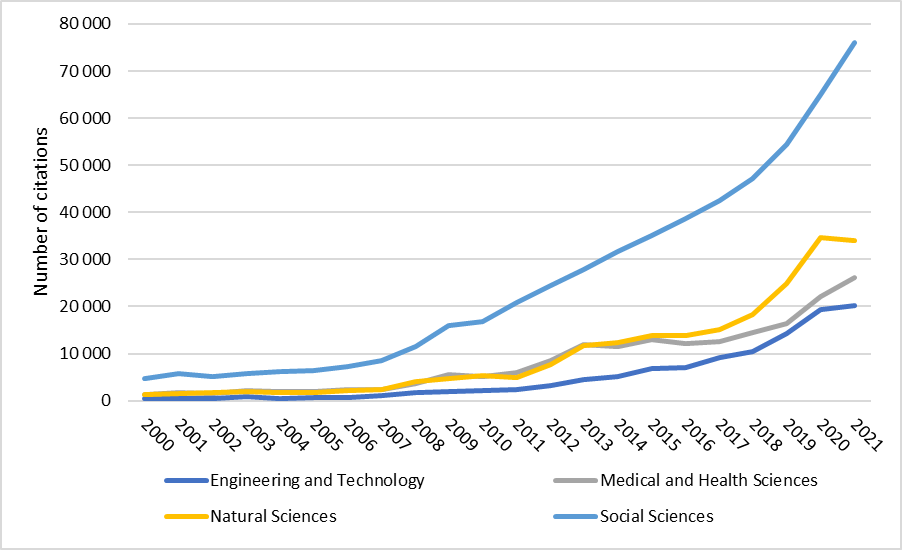 80 000
70 000
60 000
50 000
40 000
30 000
20 000
10 000
0
Number of citations
2000 2001 2002 2003 2004 2005 2006 2007 2008 2009 2010 2011 2012 2013 2014 2015 2016 2017 2018 2019 2020 2021
Engineering and Technology Medical and Health Sciences
Natural Sciences Social Sciences